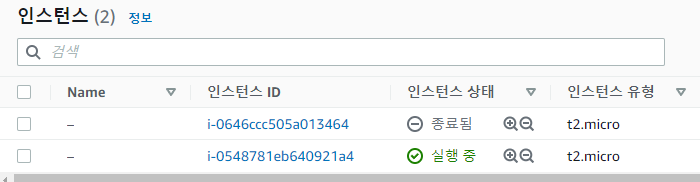 인스턴스 (2) 정보
검색
Name 인스턴스 ID 인스턴스 상태 인스턴스 유형
– i-0646ccc505a013464 종료됨 t2.micro
– i-0548781eb640921a4 실행 중 t2.micro